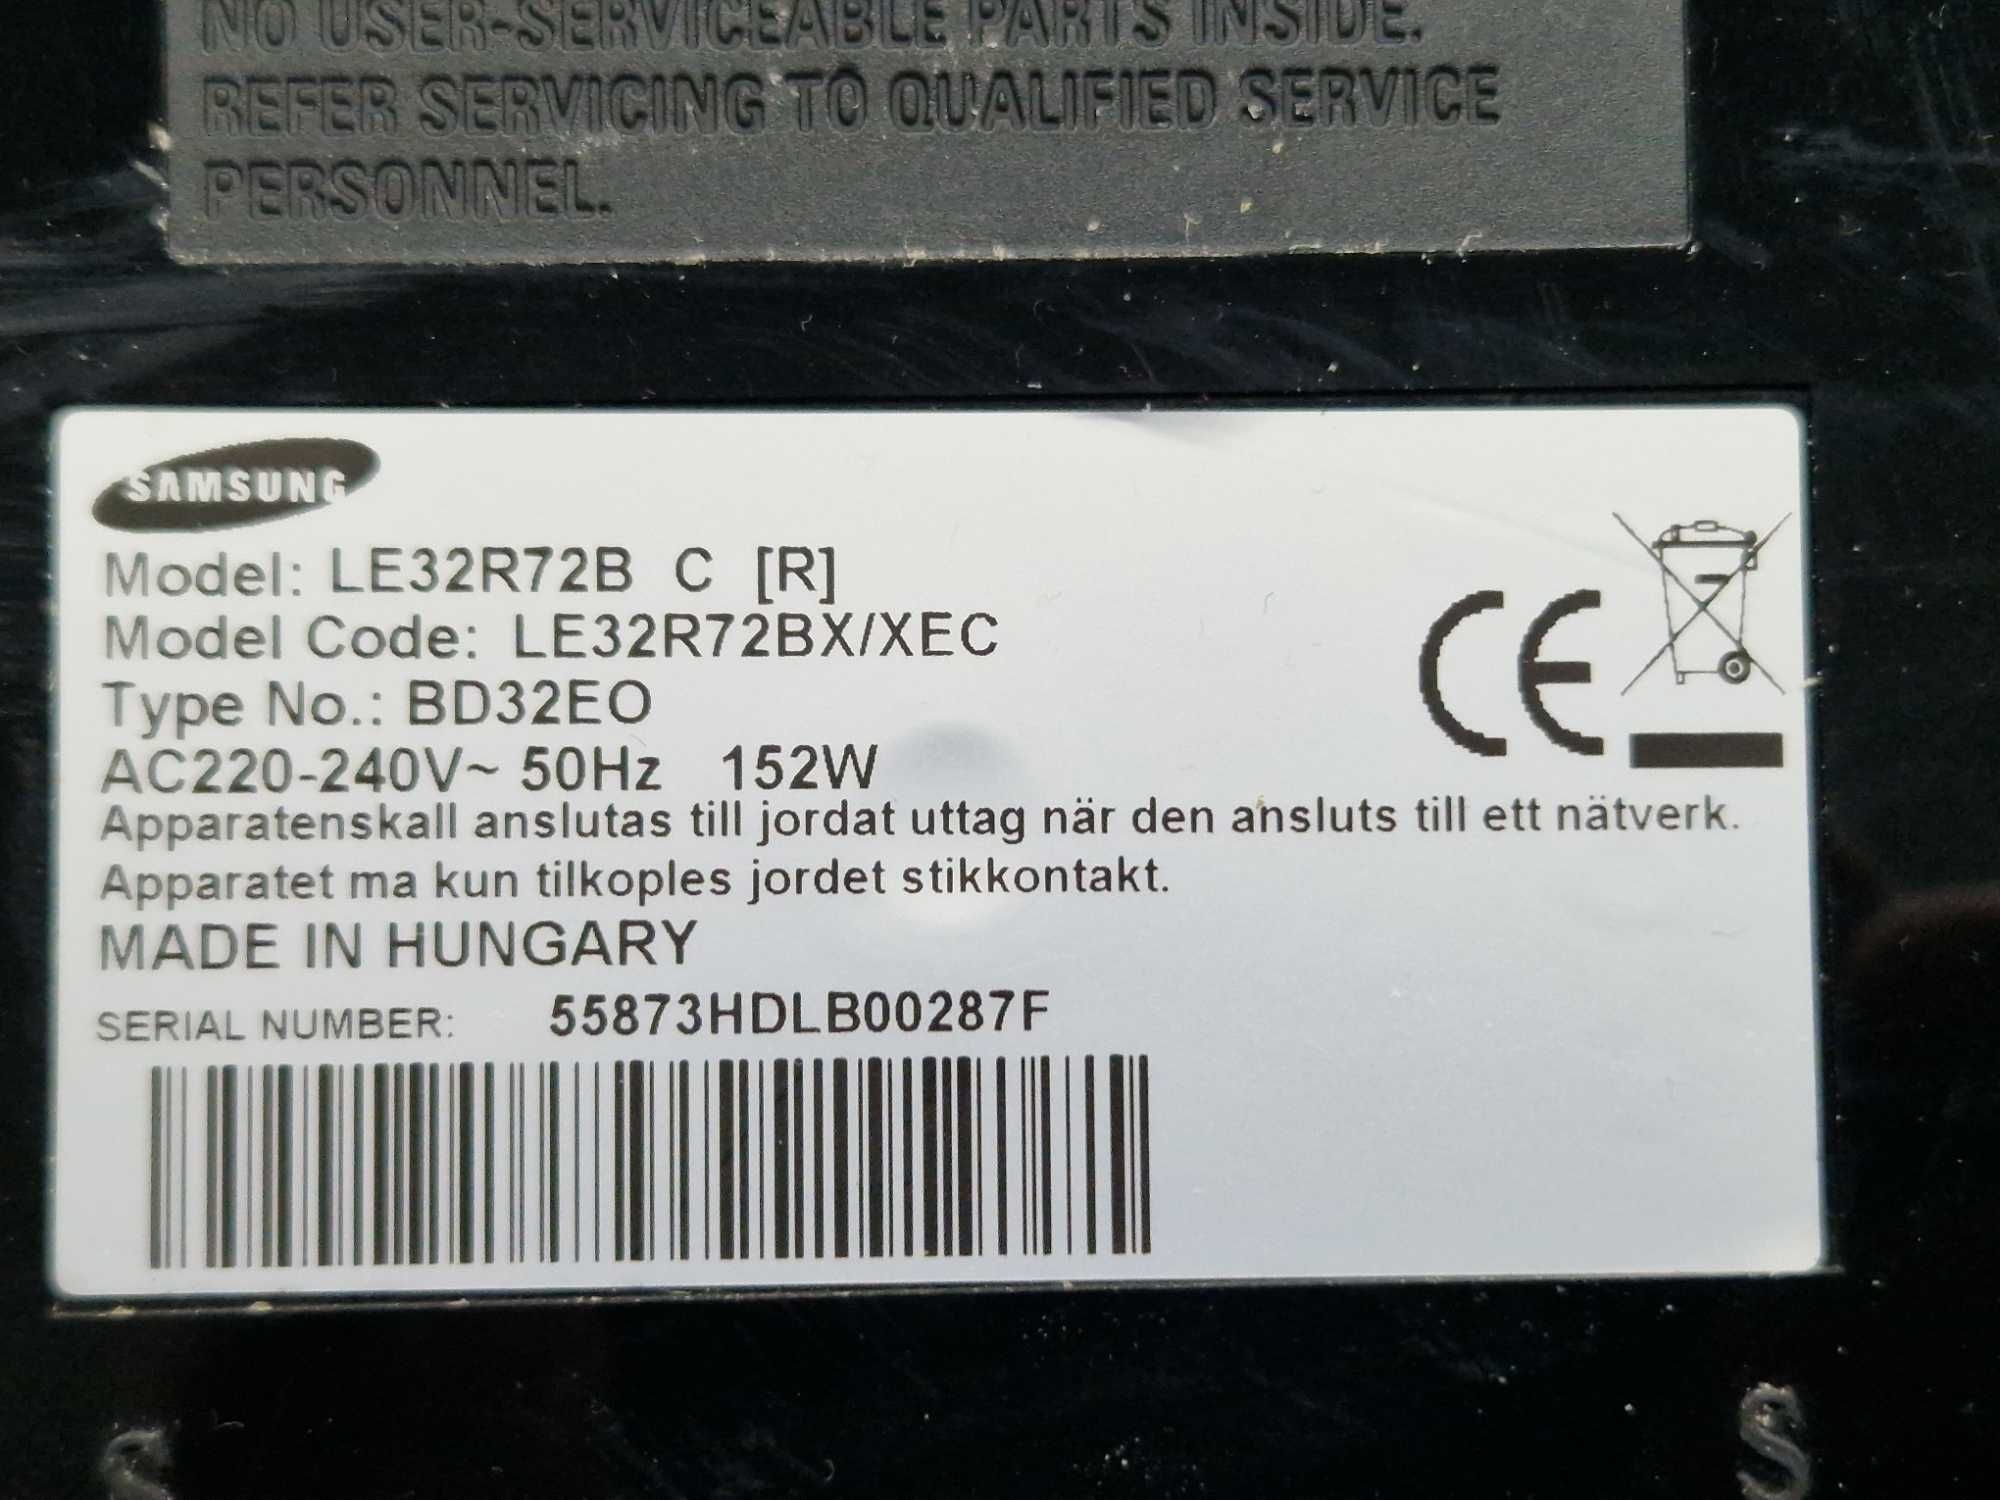 NO USER-SERVICEABLE PARTS INSIDE.
REFER SERVICING TO QUALIFIED SERVICE
PERSONNEL.
SAMSUNG
Model: LE32R72B C [R]
Model Code: LE32R72BX/XEC
Type No.: BD32EO
AC220-240V~ 50Hz 152W
Apparatenskall anslutas till jordat uttag när den ansluts till ett nätverk.
Apparatet ma kun tilkoples jordet stikkontakt.
MADE IN HUNGARY
SERIAL NUMBER: 55873HDLB00287F
CE
S S